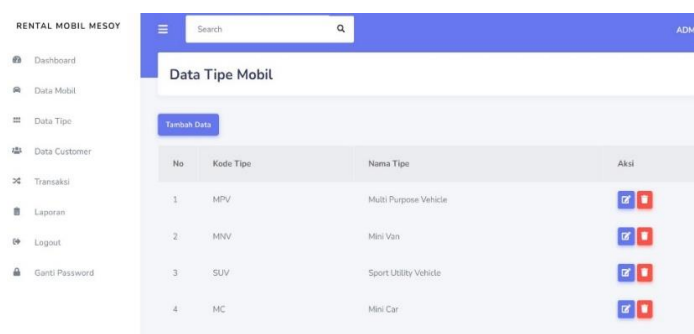 RENTAL MOBIL MESOY
Search
ADM
Dashboard
Data Mobil
Data Tipe
Data Customer
Transaksi
Laporan
Logout
Ganti Password
Data Tipe Mobil
Tambah Data
No Kode Tipe Nama Tipe Aksi
1 MPV Multi Purpose Vehicle
2 MNV Mini Van
3 SUV Sport Utility Vehicle
4 MC Mini Car